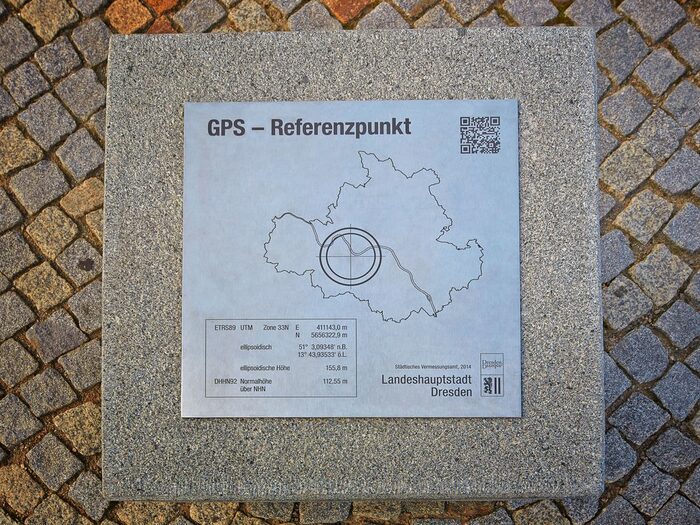 GPS – Referenzpunkt
ETRS89 UTM Zone 33N E 411143,0 m
N 5656322,9 m
ellipsoidisch 51° 3,09348' n.B.
13° 43,93533' ö.L.
ellipsoidische Höhe 155,8 m
DHHN92 Normalhöhe 112,55 m
über NHN
Städtisches Vermessungsamt, 2014
Landeshauptstadt
Dresden
Dresden